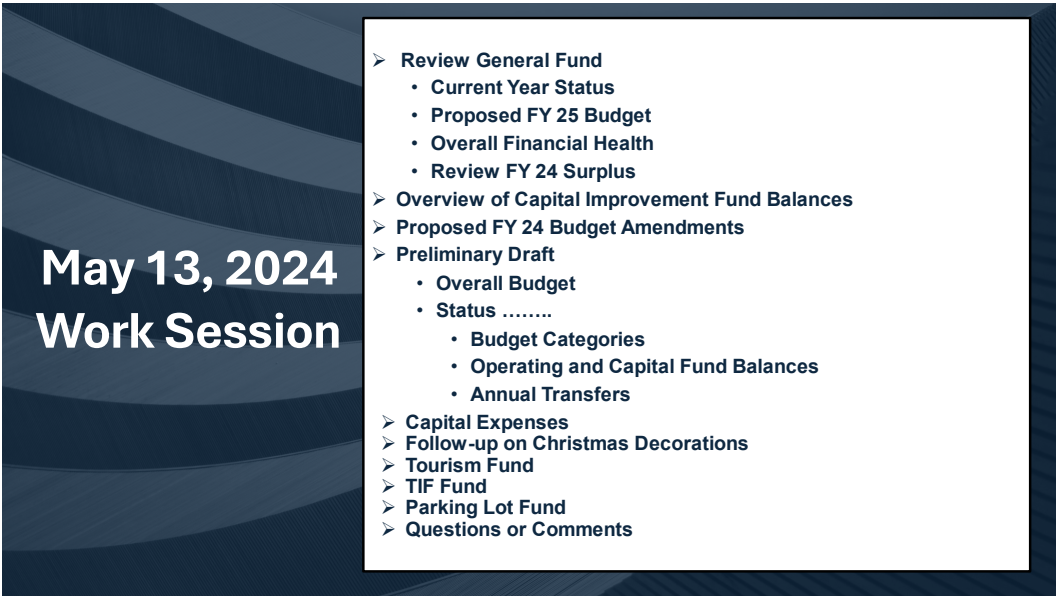 May 13, 2024
Work Session
➢ Review General Fund
• Current Year Status
• Proposed FY 25 Budget
• Overall Financial Health
• Review FY 24 Surplus
➢ Overview of Capital Improvement Fund Balances
➢ Proposed FY 24 Budget Amendments
➢ Preliminary Draft
• Overall Budget
• Status ……..
• Budget Categories
• Operating and Capital Fund Balances
• Annual Transfers
➢ Capital Expenses
➢ Follow-up on Christmas Decorations
➢ Tourism Fund
➢ TIF Fund
➢ Parking Lot Fund
➢ Questions or Comments